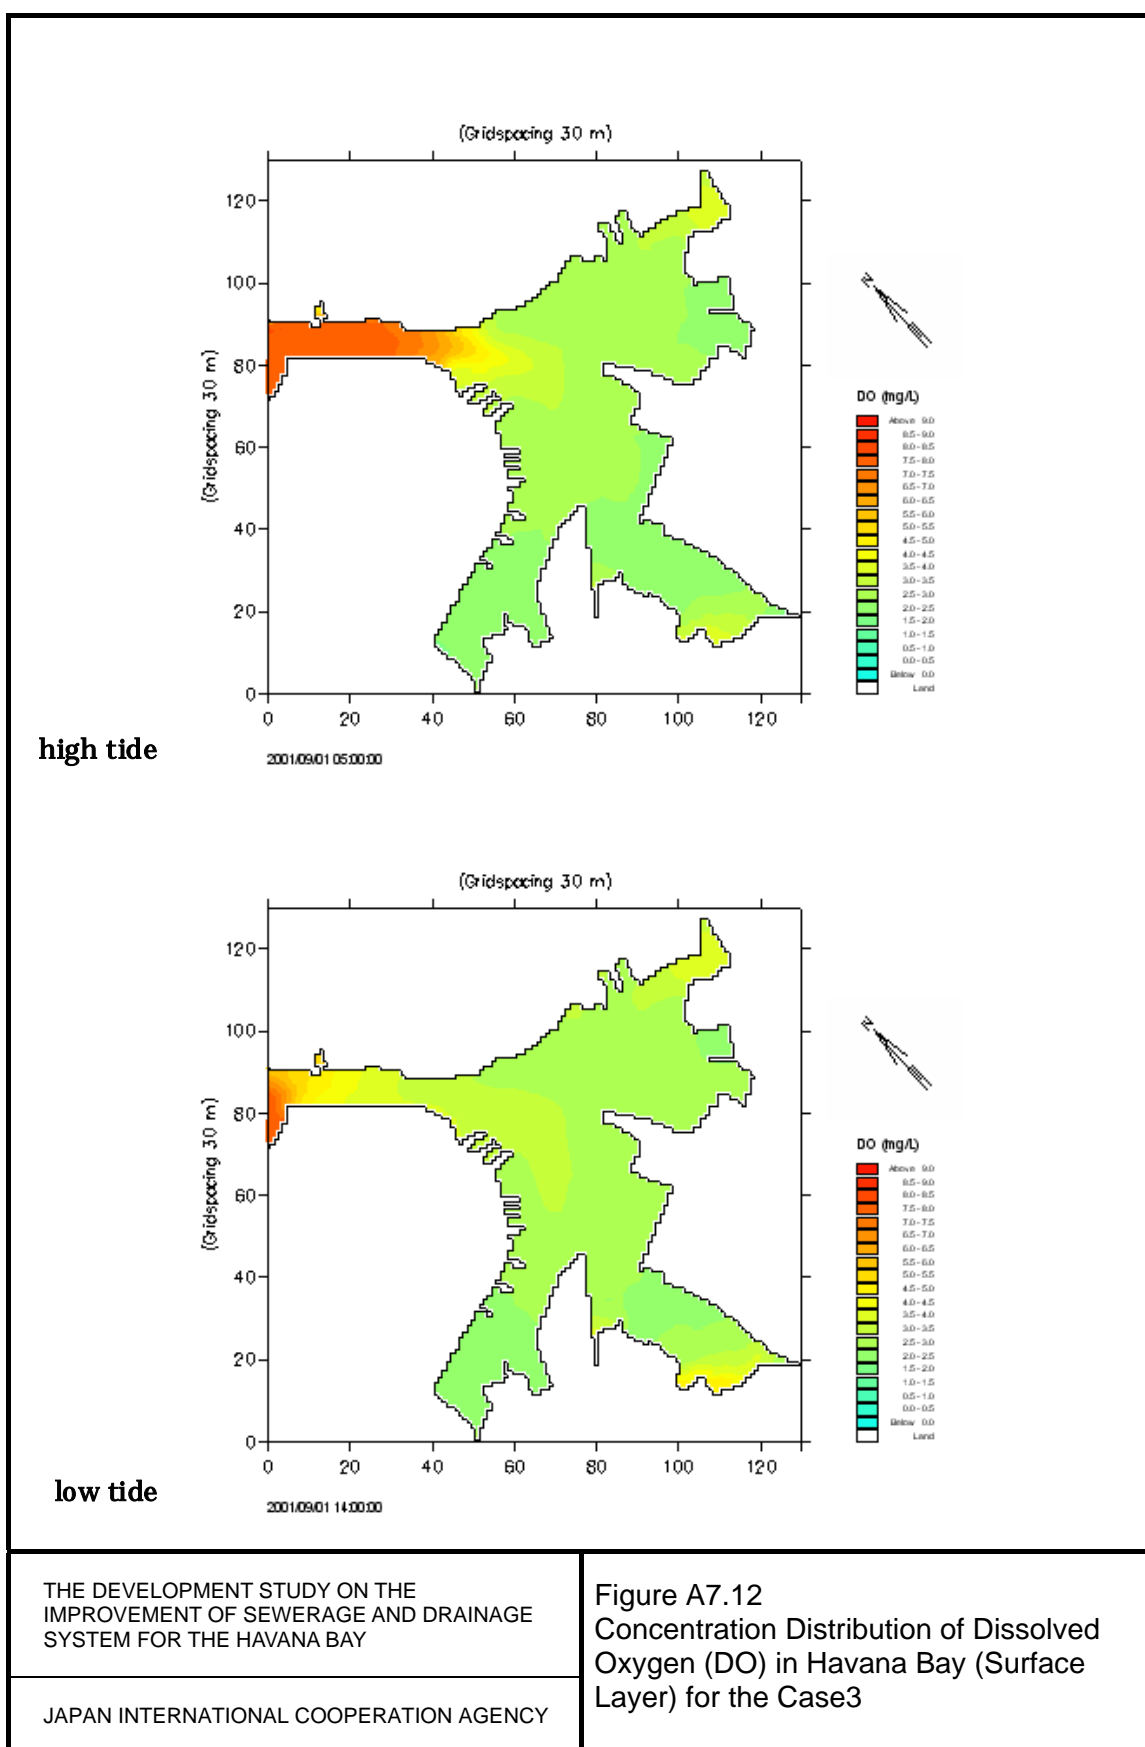 (Gridspacing 30 m)
(Gridspacing 30 m)
120
100
80
60
40
20
0
0 20 40 60 80 100 120
N
DO (mg/L)
Above 9.0
8.5-9.0
8.0-8.5
7.5-8.0
7.0-7.5
6.5-7.0
6.0-6.5
5.5-6.0
5.0-5.5
4.5-5.0
4.0-4.5
3.5-4.0
3.0-3.5
2.5-3.0
2.0-2.5
1.5-2.0
1.0-1.5
0.5-1.0
0.0-0.5
Below 0.0
Land
high tide
2001/09/01 05:00:00
(Gridspacing 30 m)
(Gridspacing 30 m)
120
100
80
60
40
20
0
0 20 40 60 80 100 120
N
DO (mg/L)
Above 9.0
8.5-9.0
8.0-8.5
7.5-8.0
7.0-7.5
6.5-7.0
6.0-6.5
5.5-6.0
5.0-5.5
4.5-5.0
4.0-4.5
3.5-4.0
3.0-3.5
2.5-3.0
2.0-2.5
1.5-2.0
1.0-1.5
0.5-1.0
0.0-0.5
Below 0.0
Land
low tide
2001/09/01 14:00:00
THE DEVELOPMENT STUDY ON THE
IMPROVEMENT OF SEWERAGE AND DRAINAGE
SYSTEM FOR THE HAVANA BAY
JAPAN INTERNATIONAL COOPERATION AGENCY
Figure A7.12
Concentration Distribution of Dissolved
Oxygen (DO) in Havana Bay (Surface
Layer) for the Case3